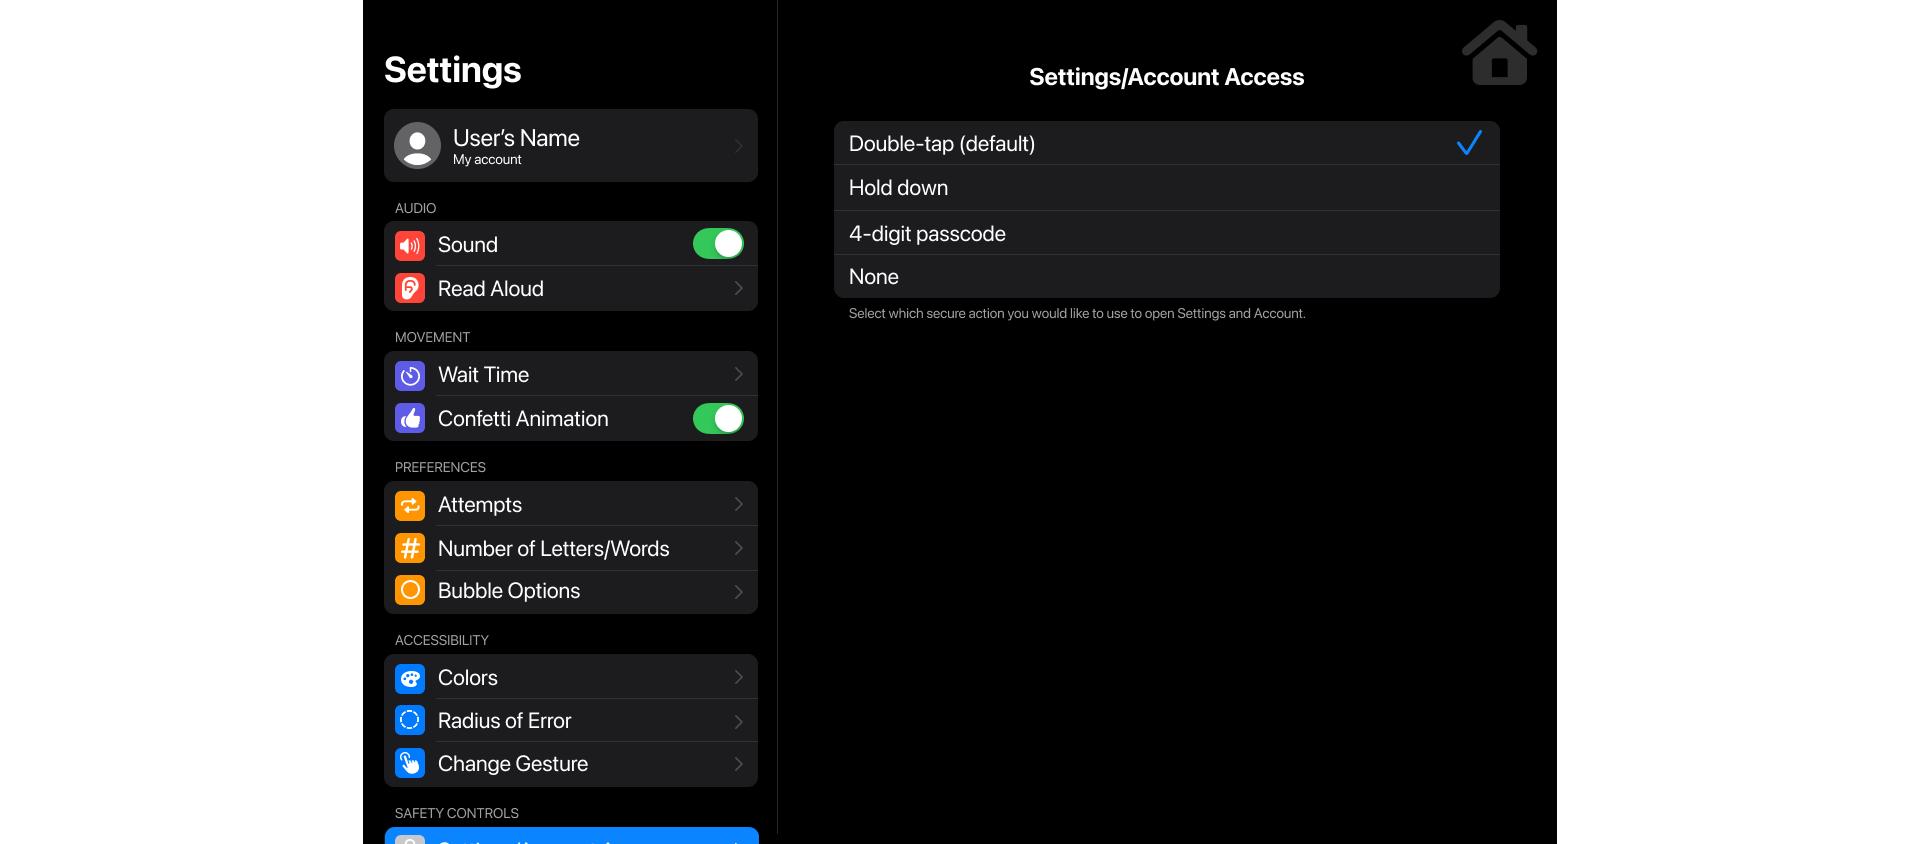 Settings
User's Name
My account
AUDIO
Sound
Read Aloud
MOVEMENT
Wait Time
Confetti Animation
PREFERENCES
Attempts
Number of Letters/Words
Bubble Options
ACCESSIBILITY
Colors
Radius of Error
Change Gesture
SAFETY CONTROLS
Settings/Account Access
Double-tap (default)
Hold down
4-digit passcode
None
Select which secure action you would like to use to open Settings and Account.